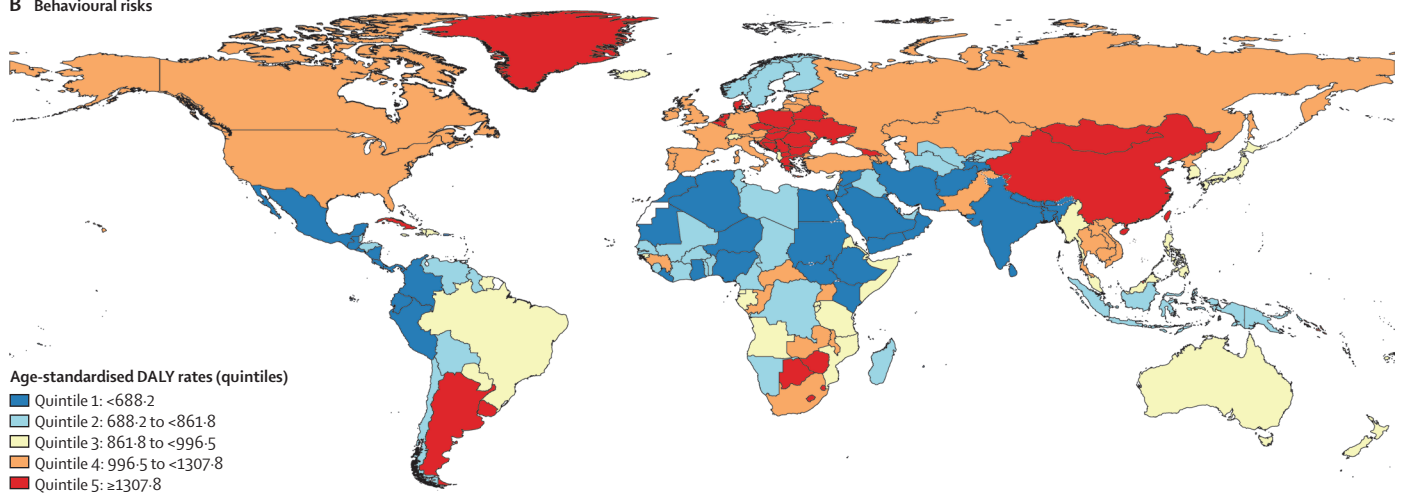 B Behavioural risks
Age-standardised DALY rates (quintiles)
Quintile 1: <688·2
Quintile 2: 688·2 to <861·8
Quintile 3: 861·8 to <996·5
Quintile 4: 996·5 to <1307·8
Quintile 5: ≥1307·8